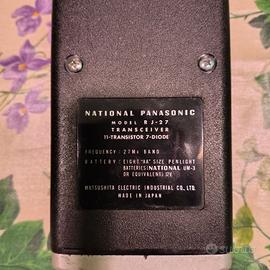 NATIONAL PANASONIC
MODEL RJ-27
TRANSCEIVER
11-TRANSISTOR 7-DIODE
FREQUENCY : 27Mc BAND
BATTERY : EIGHT "AA" SIZE PENLIGHT
BATTERIES (NATIONAL UM-3
OR EQUIVALENT) 12V
MATSUSHITA ELECTRIC INDUSTRIAL CO., LTD.
MADE IN JAPAN
subito